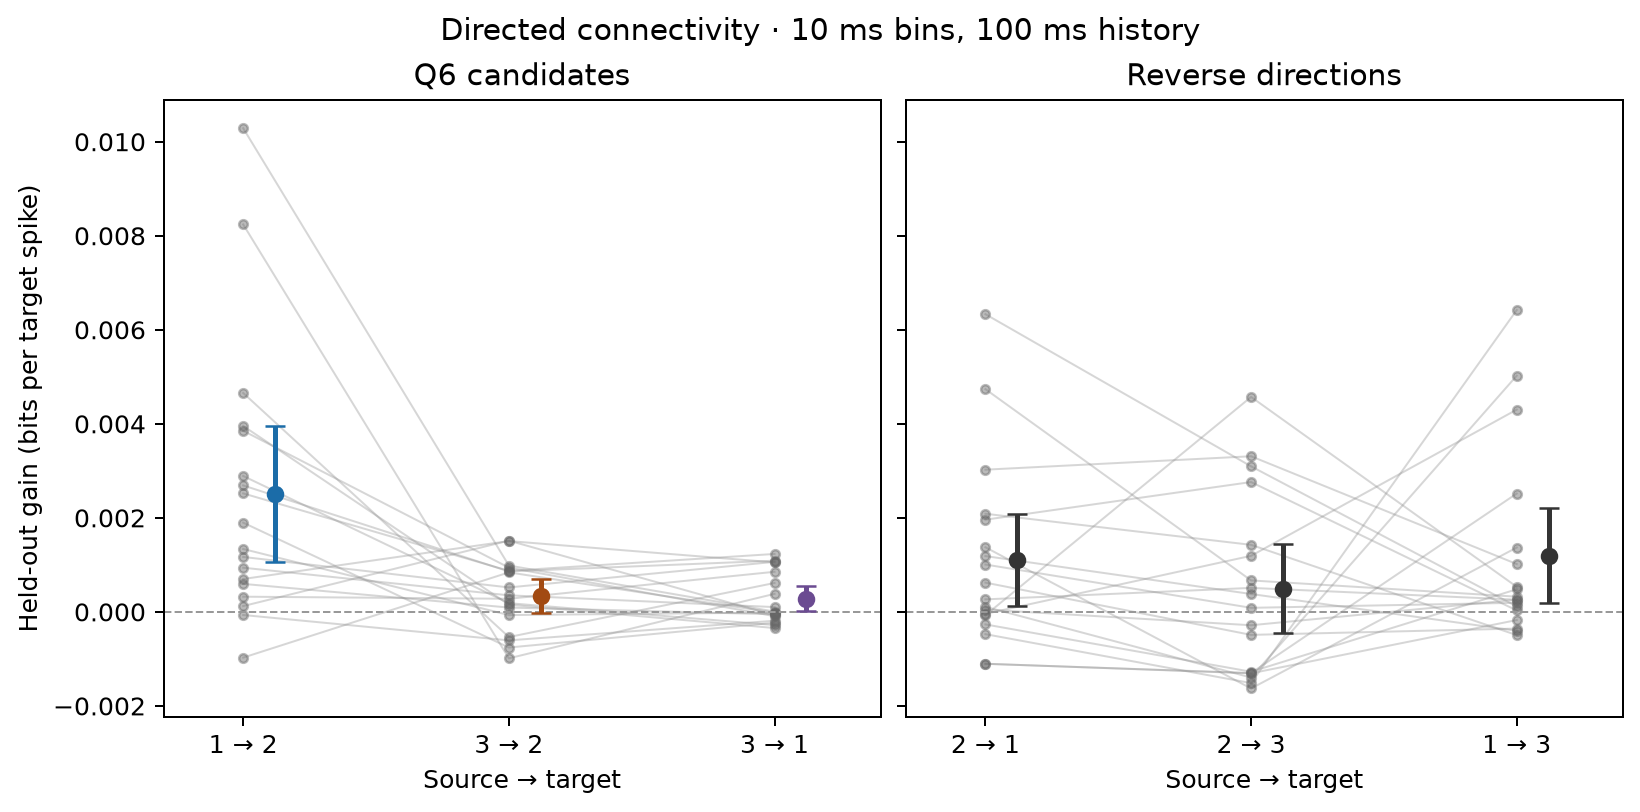 Directed connectivity · 10 ms bins, 100 ms history
Q6 candidates
Reverse directions
Held-out gain (bits per target spike)
0.010
0.008
0.006
0.004
0.002
0.000
−0.002
1 → 2
3 → 2
3 → 1
2 → 1
2 → 3
1 → 3
Source → target
Source → target